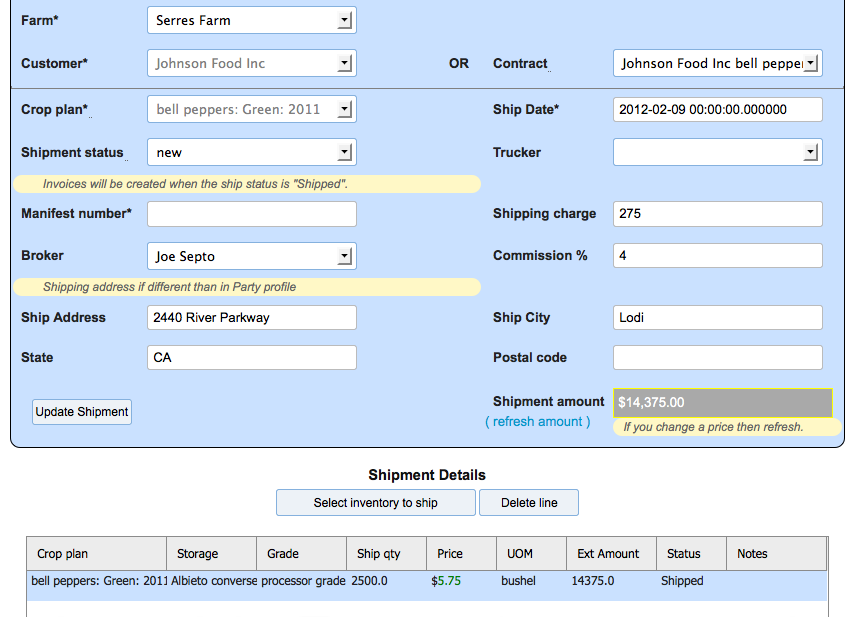 Farm* Serres Farm
Customer* Johnson Food Inc OR Contract Johnson Food Inc bell pepper
Crop plan* bell peppers: Green: 2011 Ship Date* 2012-02-09 00:00:00.000000
Shipment status new Trucker
Invoices will be created when the ship status is "Shipped".
Manifest number* Shipping charge 275
Broker Joe Septo Commission % 4
Shipping address if different than in Party profile
Ship Address 2440 River Parkway Ship City Lodi
State CA Postal code
Update Shipment Shipment amount $14,375.00
( refresh amount ) If you change a price then refresh.
Shipment Details
Select inventory to ship Delete line
Crop plan Storage Grade Ship qty Price UOM Ext Amount Status Notes
bell peppers: Green: 2011 Albieto converse processor grade 2500.0 $5.75 bushel 14375.0 Shipped